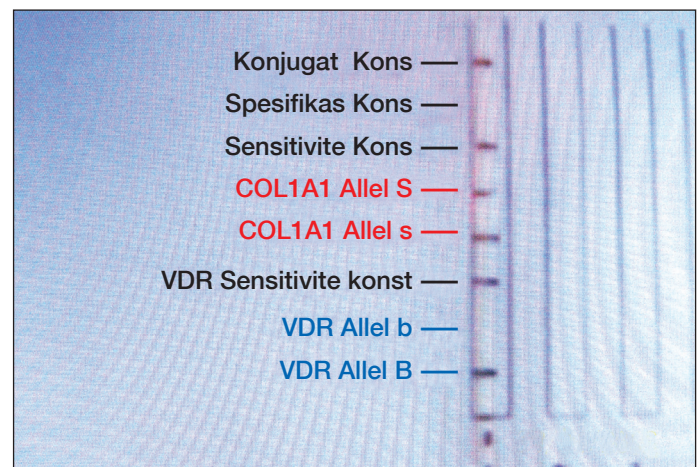 Konjugat Kons
Spesifikas Kons
Sensitivite Kons
COL1A1 Allel S
COL1A1 Allel s
VDR Sensitivite konst
VDR Allel b
VDR Allel B